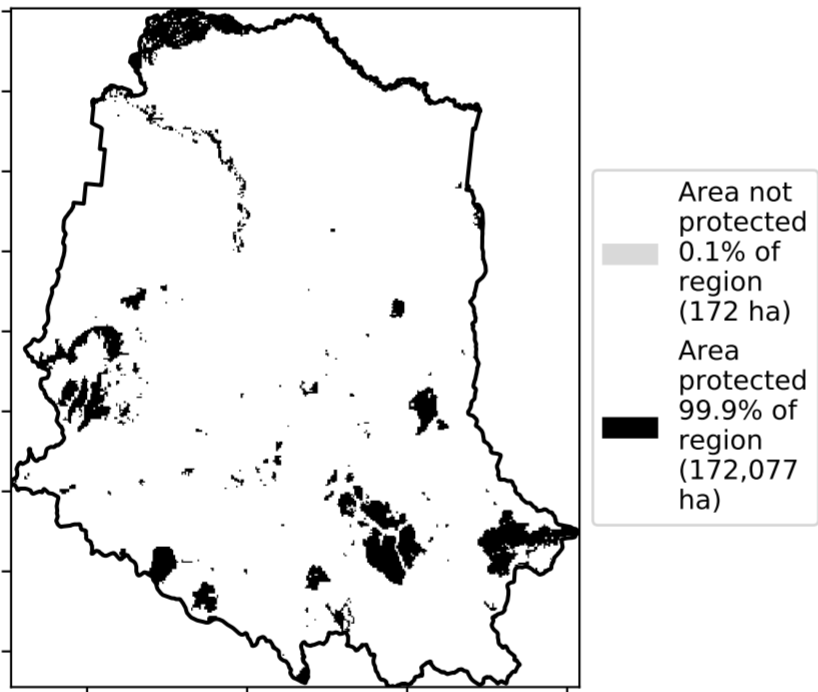 Area not
protected
0.1% of
region
(172 ha)
Area
protected
99.9% of
region
(172,077
ha)